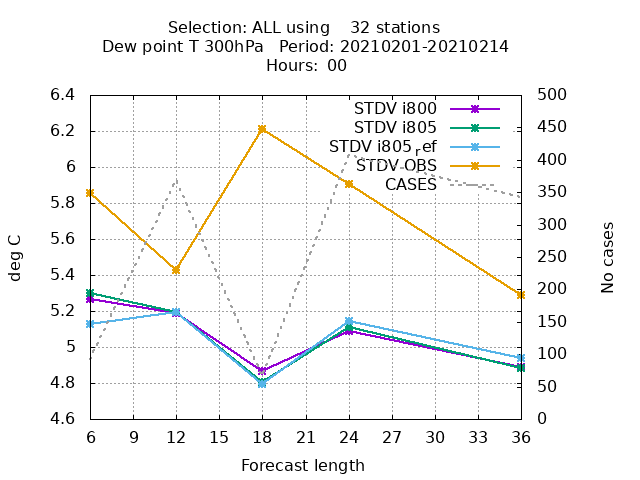 Selection: ALL using    32 stations
Dew point T 300hPa   Period: 20210201-20210214
Hours:  00
STDV i800
STDV i805
STDV i805_ref
STDV OBS
CASES
deg C
No cases
6.4
6.2
6
5.8
5.6
5.4
5.2
5
4.8
4.6
500
450
400
350
300
250
200
150
100
50
0
6 9 12 15 18 21 24 27 30 33 36
Forecast length